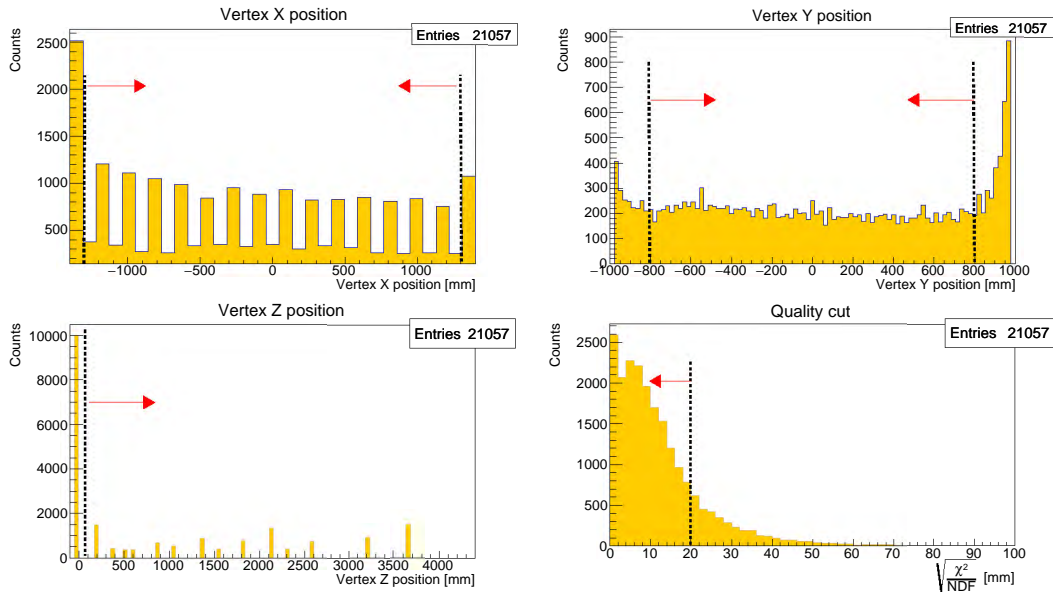 Vertex X position
Entries 21057
Counts
2500
2000
1500
1000
500
−1000 −500 0 500 1000
Vertex X position [mm]
Vertex Y position
Entries 21057
Counts
900
800
700
600
500
400
300
200
100
0
−1000 −800 −600 −400 −200 0 200 400 600 800 1000
Vertex Y position [mm]
Vertex Z position
Entries 21057
Counts
10000
8000
6000
4000
2000
0
0 500 1000 1500 2000 2500 3000 3500 4000
Vertex Z position [mm]
Quality cut
Entries 21057
Counts
2500
2000
1500
1000
500
0
0 10 20 30 40 50 60 70 80 90 100
√(χ²/NDF) [mm]